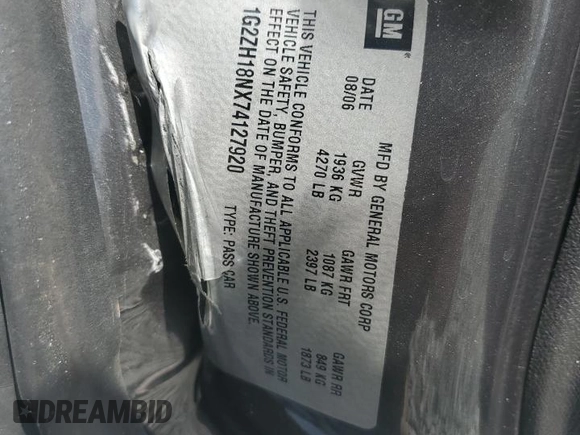 GM
®
MFD BY GENERAL MOTORS CORP
DATE GVWR GAWR FRT GAWR RR
08/06 1936 KG 1087 KG 849 KG
4270 LB 2397 LB 1873 LB
THIS VEHICLE CONFORMS TO ALL APPLICABLE U.S. FEDERAL MOTOR
VEHICLE SAFETY, BUMPER, AND THEFT PREVENTION STANDARDS IN
EFFECT ON THE DATE OF MANUFACTURE SHOWN ABOVE.
1G2ZH18NX74127920 TYPE: PASS CAR
DREAMBID